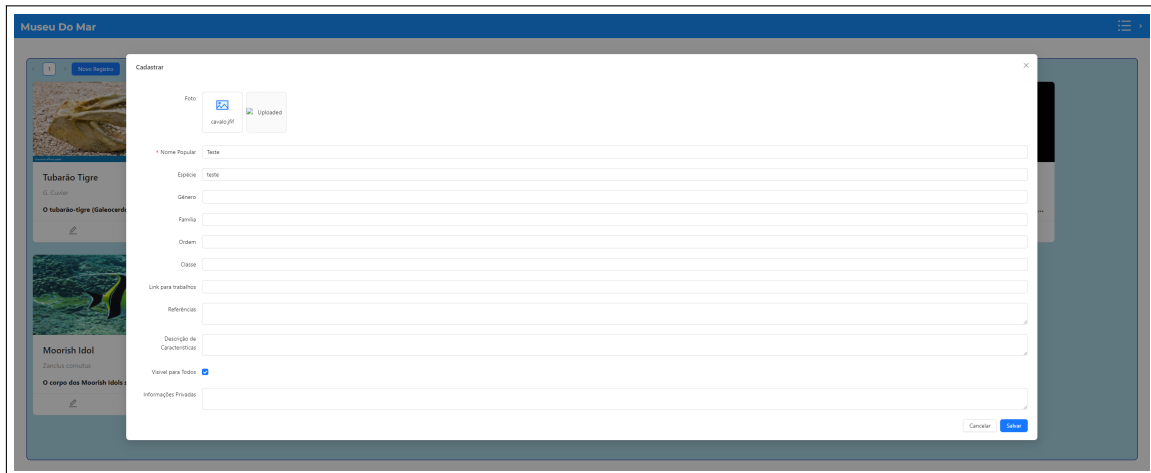 Museu Do Mar
1
Novo Registro
Cadastrar
Foto
cavalo.jfif
Uploaded
* Nome Popular
Teste
Espécie
teste
Gênero
Família
Ordem
Classe
Link para trabalhos
Referências
Descrição de
Características
Visível para Todos
Informações Privadas
Cancelar
Salvar
Tubarão Tigre
G. Cuvier
O tubarão-tigre (Galeocerd
...
Moorish Idol
Zanclus cornutus
O corpo dos Moorish Idols s